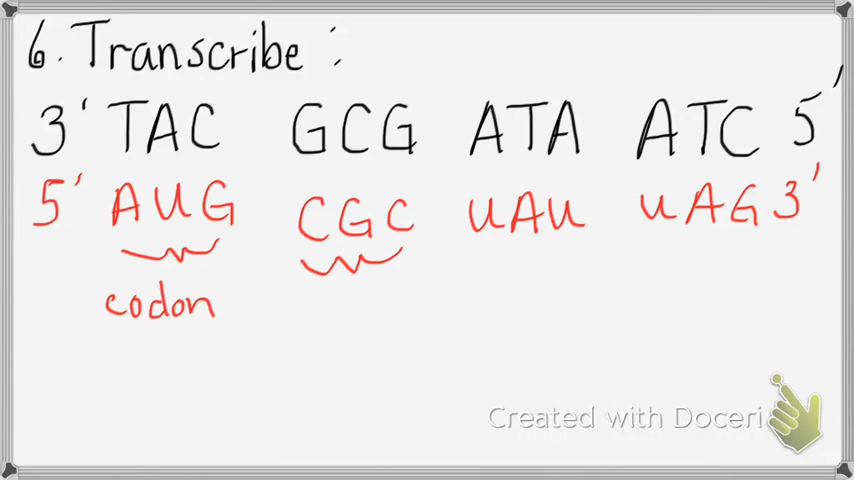 6. Transcribe :
3' TAC GCG ATA ATC 5'
5' AUG CGC UAU UAG 3'
codon
Created with Doceri